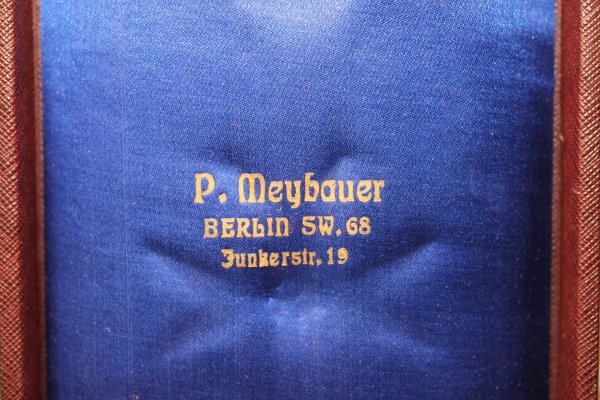 P. Meybauer
BERLIN SW. 68
Junkerstr. 19